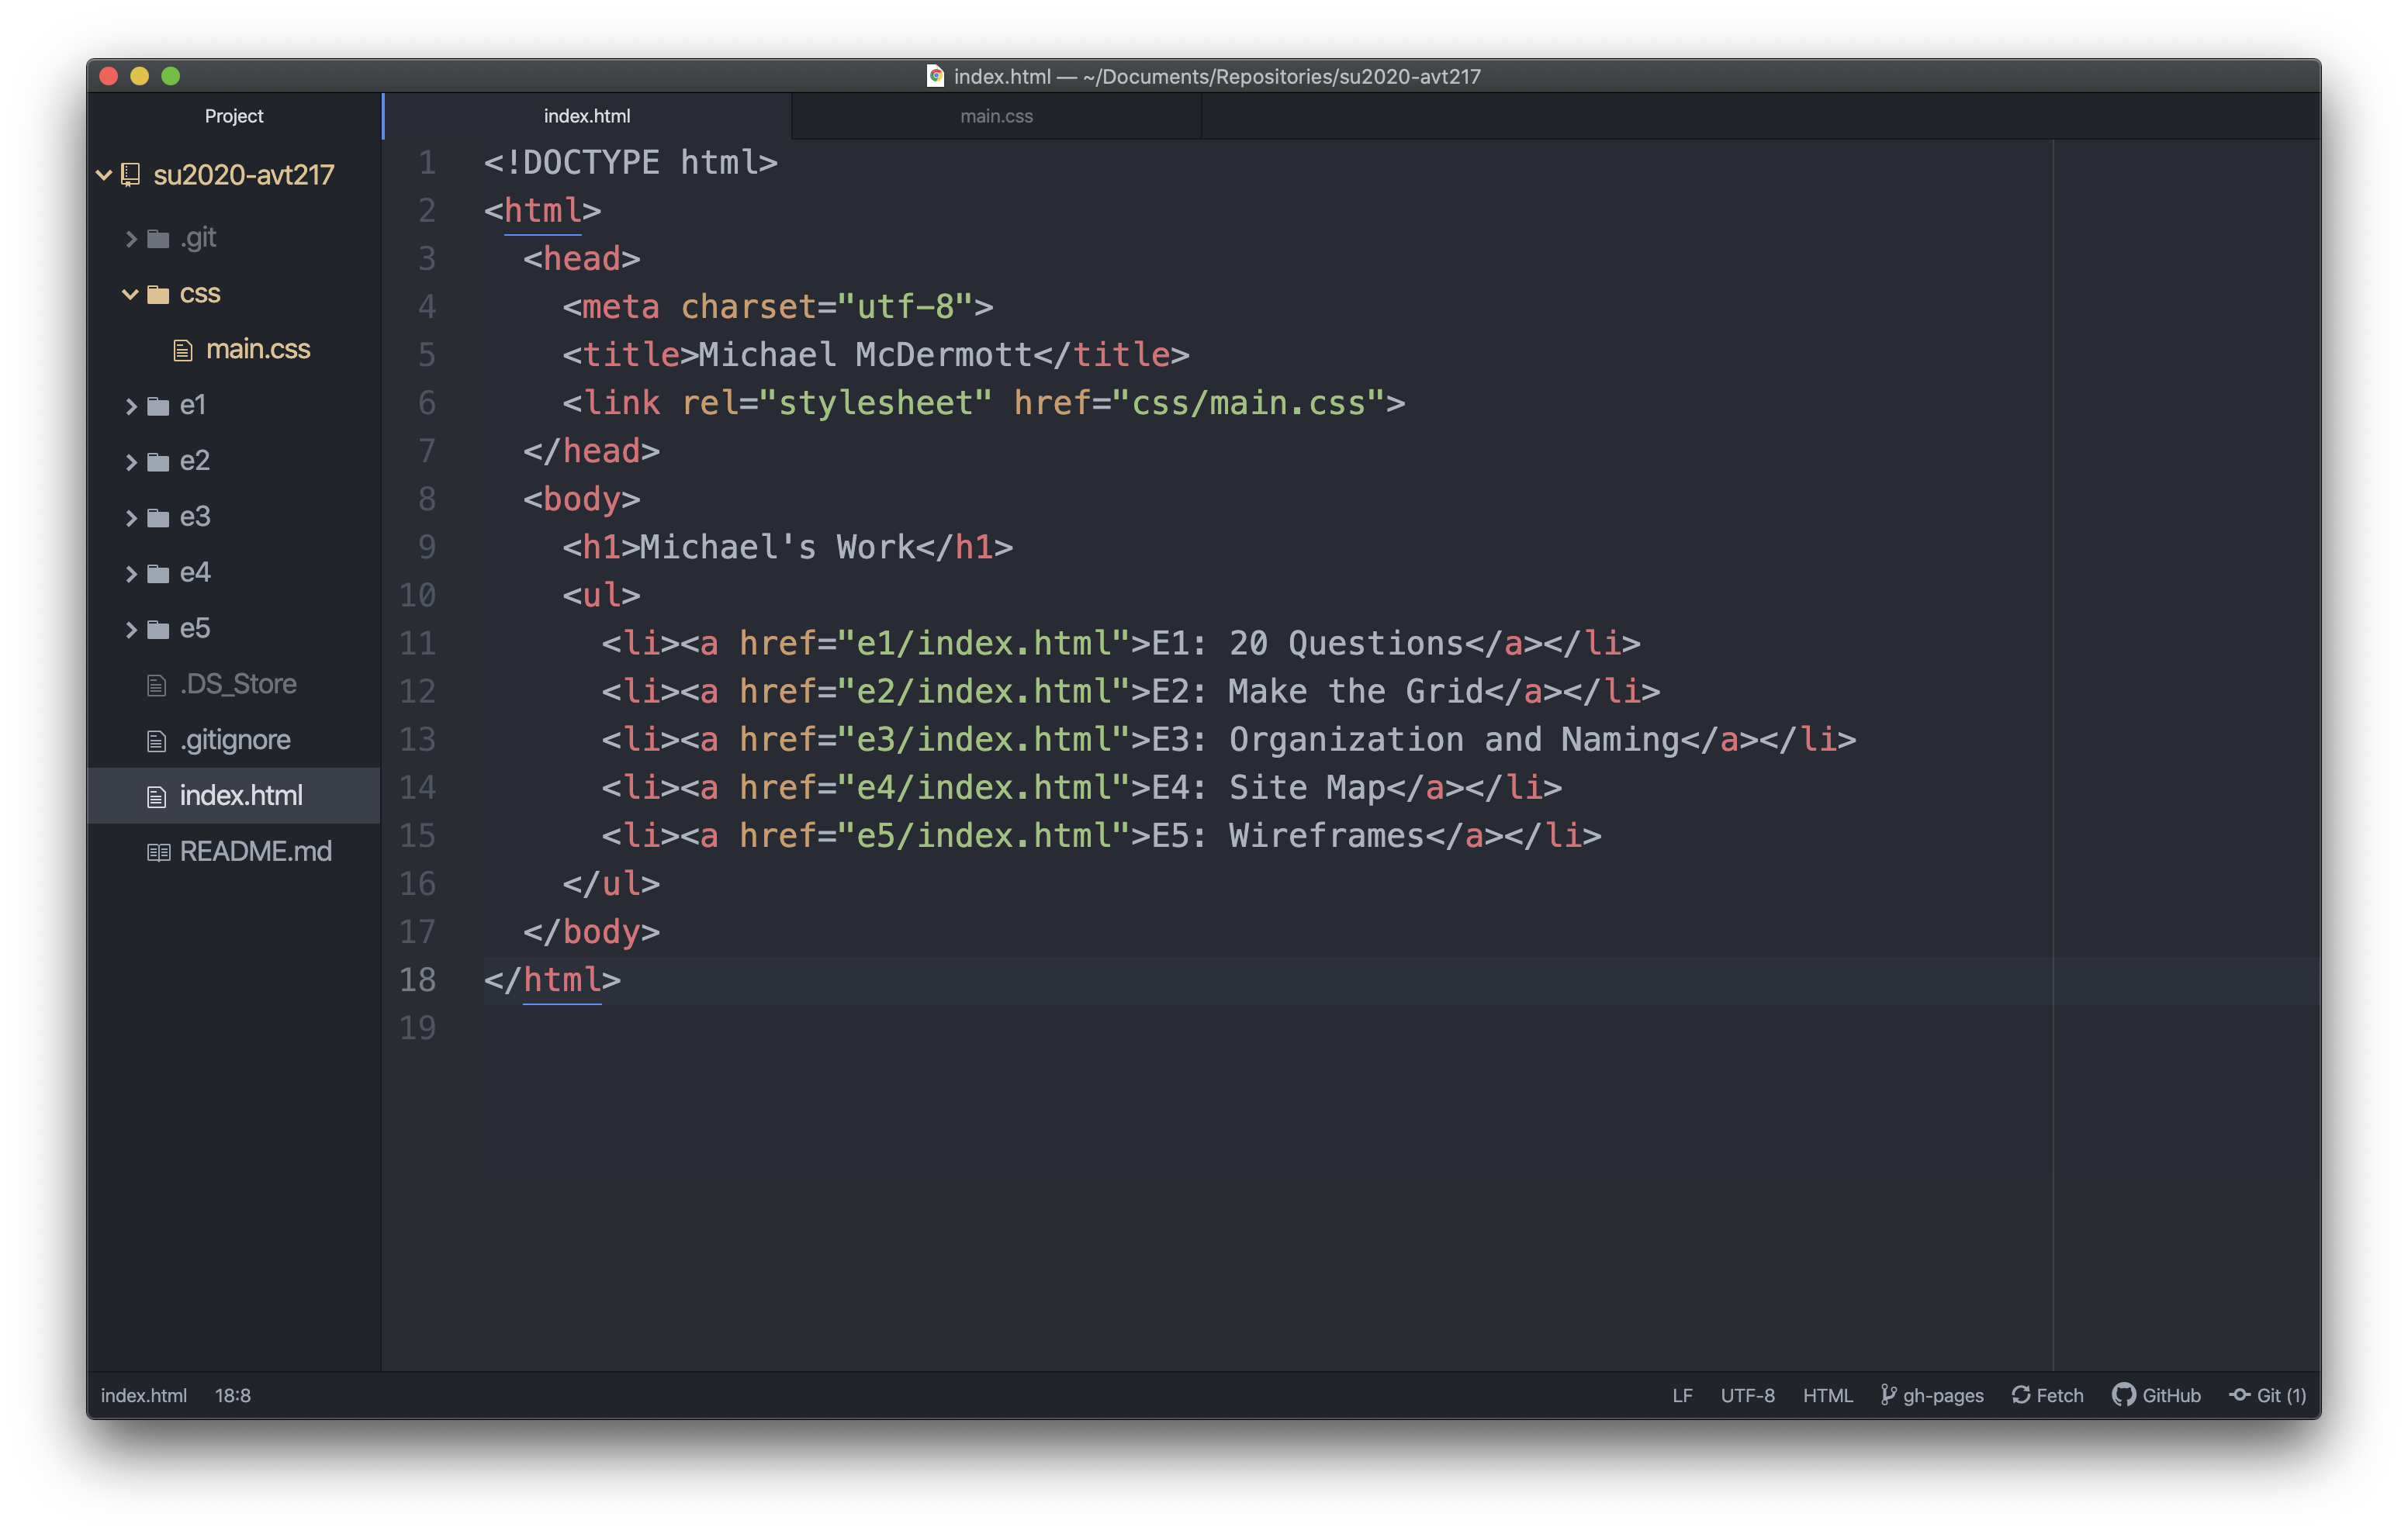 index.html — ~/Documents/Repositories/su2020-avt217
Project
index.html
main.css
su2020-avt217
.git
css
main.css
e1
e2
e3
e4
e5
.DS_Store
.gitignore
index.html
README.md
1 <!DOCTYPE html>
2 <html>
3   <head>
4     <meta charset="utf-8">
5     <title>Michael McDermott</title>
6     <link rel="stylesheet" href="css/main.css">
7   </head>
8   <body>
9     <h1>Michael's Work</h1>
10     <ul>
11       <li><a href="e1/index.html">E1: 20 Questions</a></li>
12       <li><a href="e2/index.html">E2: Make the Grid</a></li>
13       <li><a href="e3/index.html">E3: Organization and Naming</a></li>
14       <li><a href="e4/index.html">E4: Site Map</a></li>
15       <li><a href="e5/index.html">E5: Wireframes</a></li>
16     </ul>
17   </body>
18 </html>
19
index.html 18:8 LF UTF-8 HTML gh-pages Fetch GitHub Git (1)